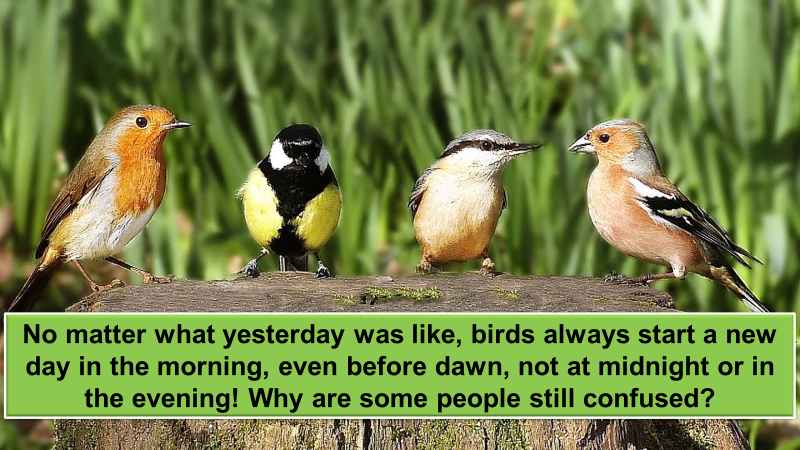 No matter what yesterday was like, birds always start a new
day in the morning, even before dawn, not at midnight or in
the evening! Why are some people still confused?